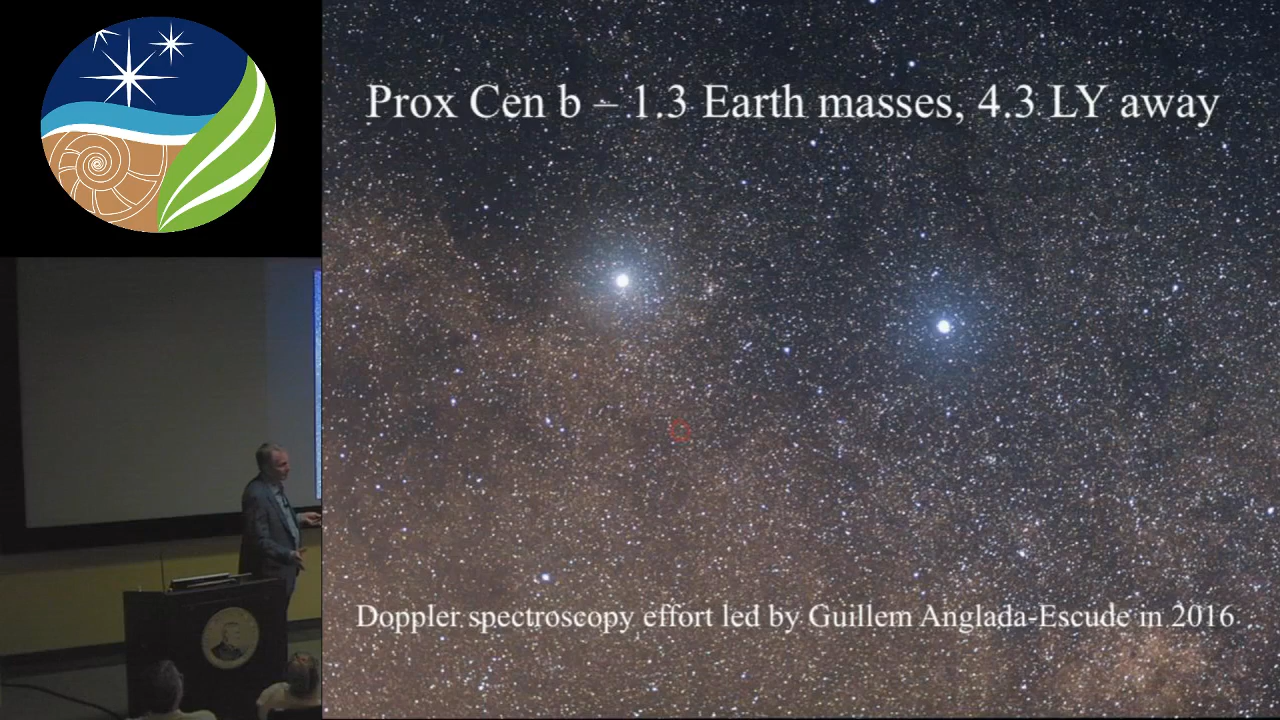 Prox Cen b – 1.3 Earth masses, 4.3 LY away
Doppler spectroscopy effort led by Guillem Anglada-Escude in 2016